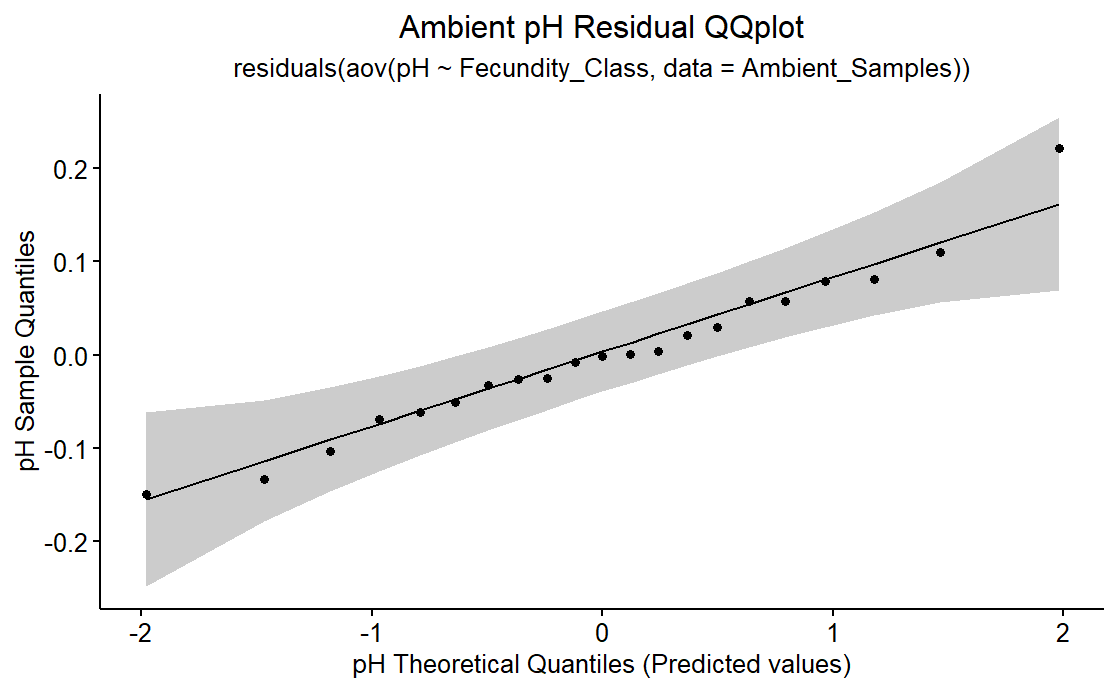 Ambient pH Residual QQplot
residuals(aov(pH ~ Fecundity_Class, data = Ambient_Samples))
pH Sample Quantiles
0.2
0.1
0.0
-0.1
-0.2
-2
-1
0
1
2
pH Theoretical Quantiles (Predicted values)